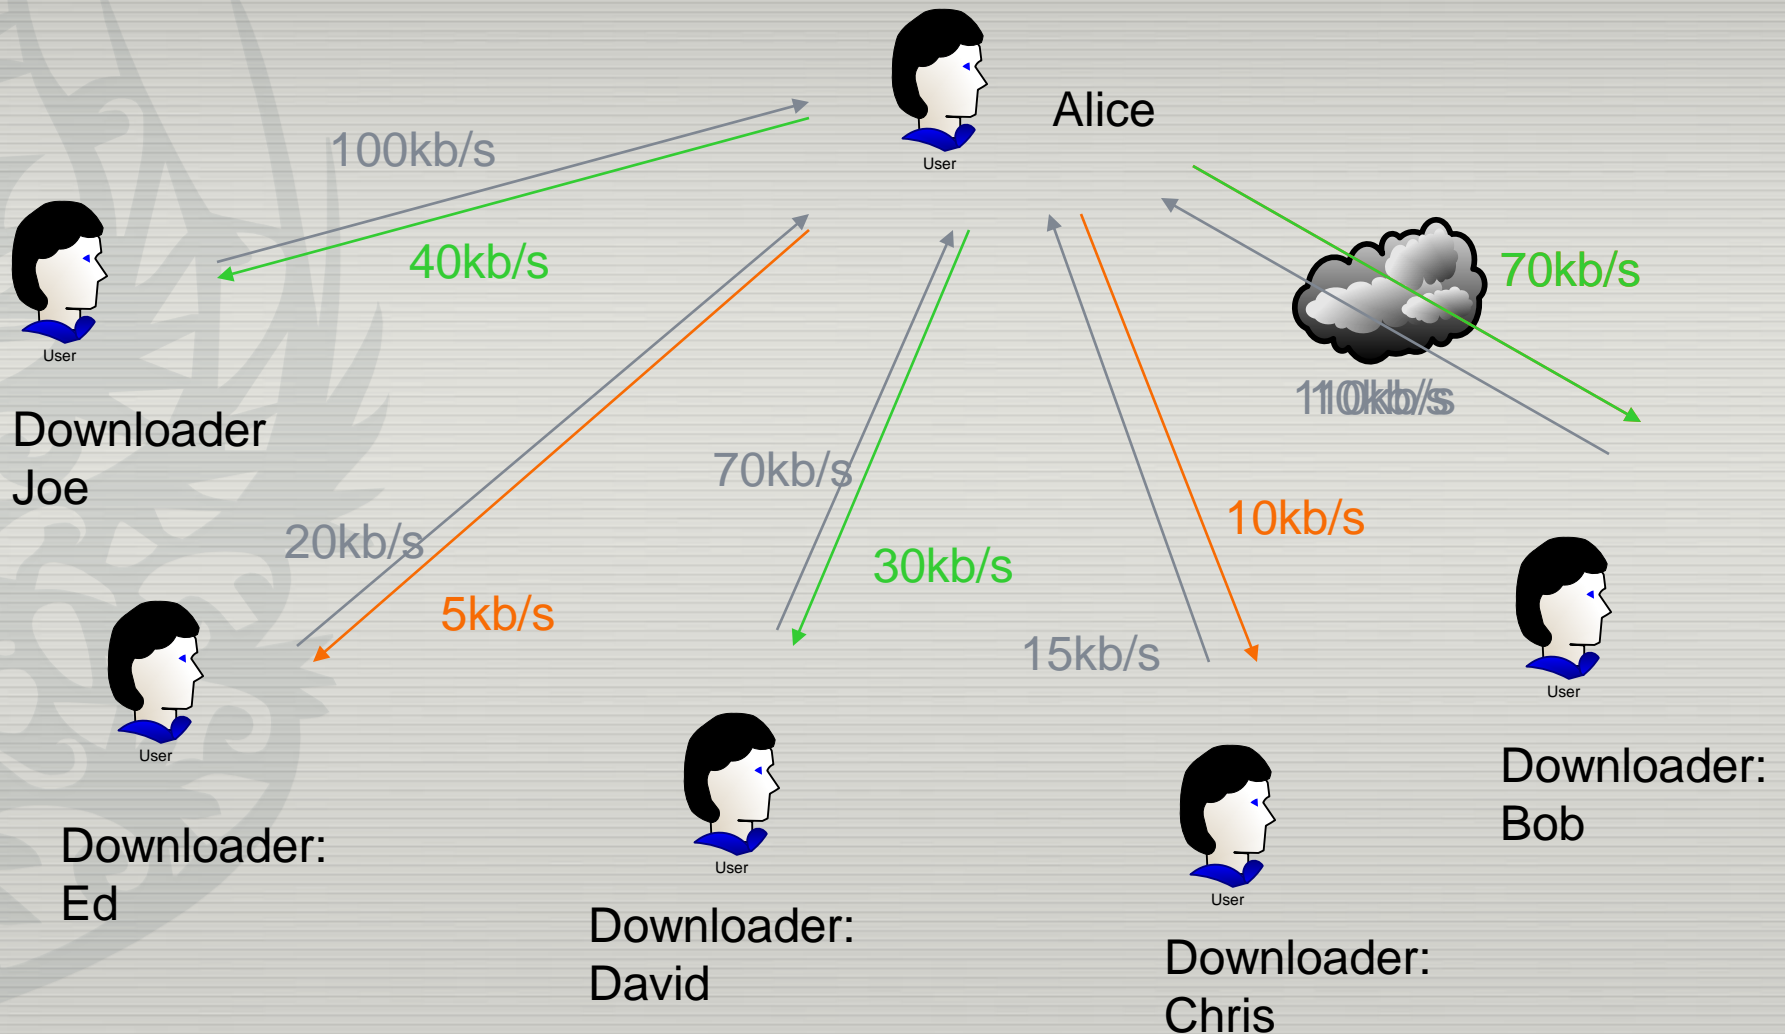 User
Alice
100kb/s
40kb/s
70kb/s
User
Downloader
Joe
20kb/s
5kb/s
70kb/s
30kb/s
15kb/s
10kb/s
User
Downloader:
Ed
User
Downloader:
David
User
Downloader:
Chris
User
Downloader:
Bob